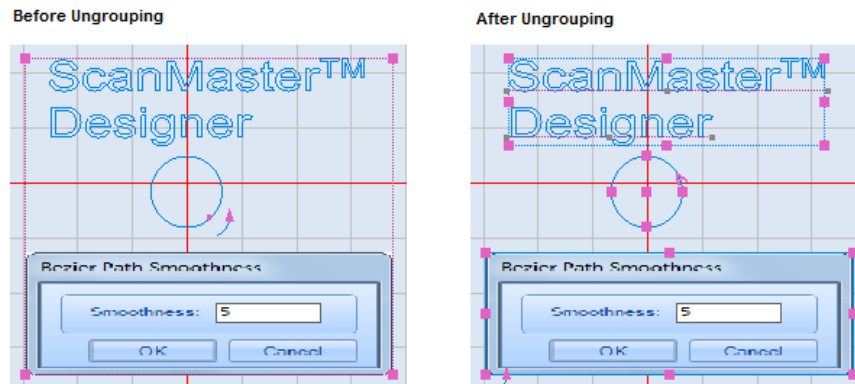 Before Ungrouping
After Ungrouping
ScanMaster™
Designer
Bezier Path Smoothness
Smoothness: 5
OK Cancel
ScanMaster™
Designer
Bezier Path Smoothness
Smoothness: 5
OK Cancel